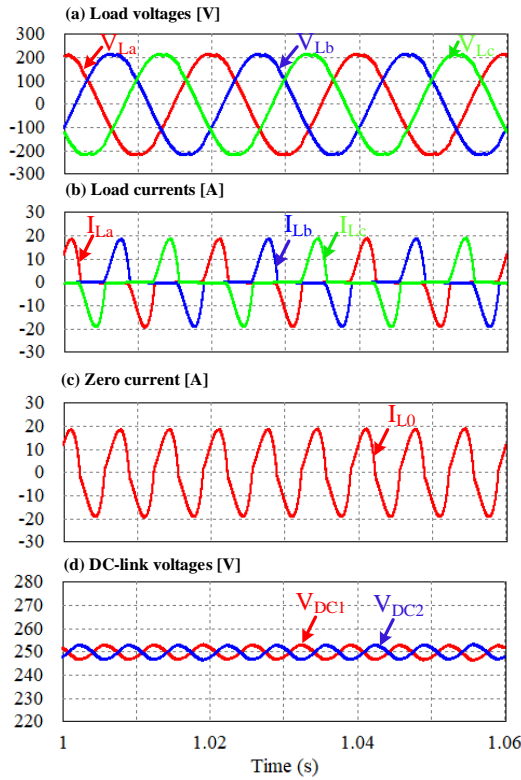 (a) Load voltages [V]
300
200
100
0
-100
-200
-300
V_La
V_Lb
V_Lc
(b) Load currents [A]
30
20
10
0
-10
-20
-30
I_La
I_Lb
I_Lc
(c) Zero current [A]
30
20
10
0
-10
-20
-30
I_L0
(d) DC-link voltages [V]
280
270
260
250
240
230
220
V_DC1
V_DC2
1 1.02 1.04 1.06
Time (s)